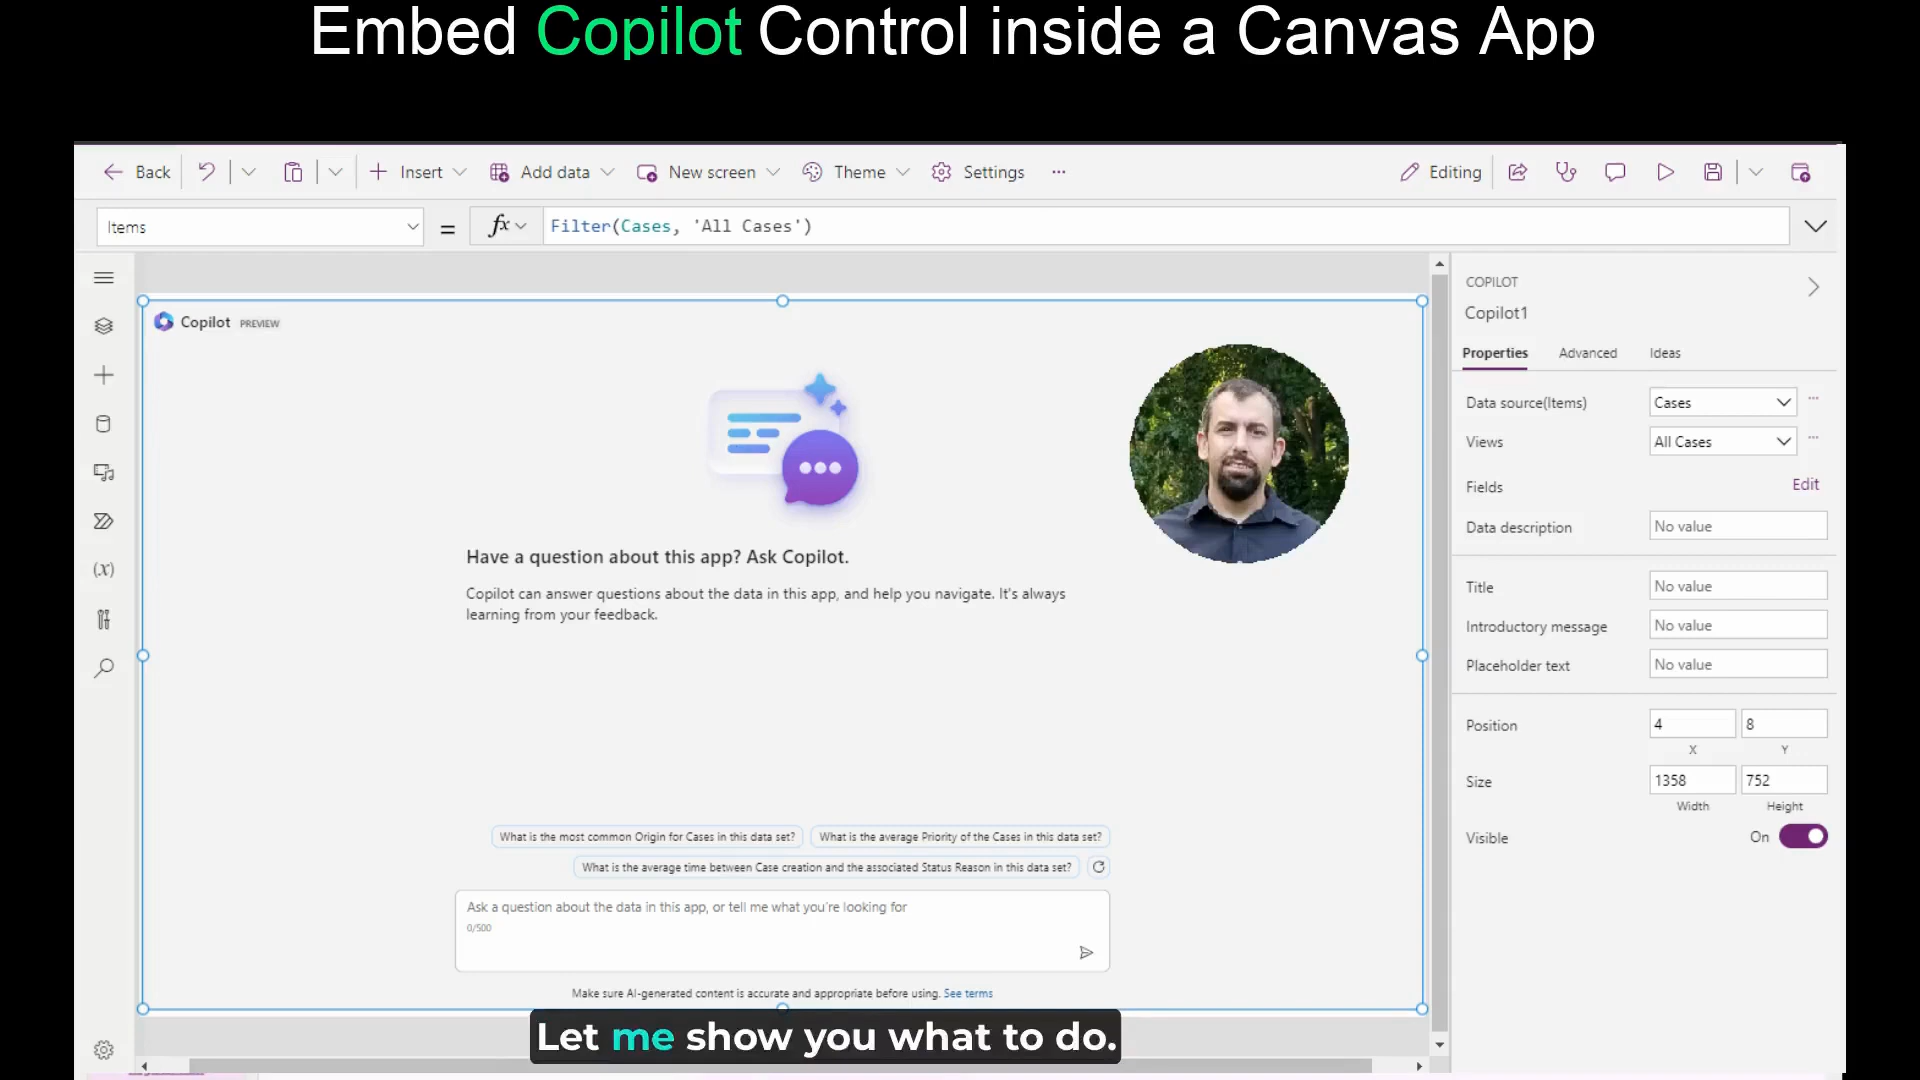 Embed Copilot Control inside a Canvas App
Back Insert Add data New screen Theme Settings ... Editing
Items = fx Filter(Cases, 'All Cases')
Copilot PREVIEW
Have a question about this app? Ask Copilot.
Copilot can answer questions about the data in this app, and help you navigate. It's always
learning from your feedback.
What is the most common Origin for Cases in this data set? What is the average Priority of the Cases in this data set?
What is the average time between Case creation and the associated Status Reason in this data set?
Ask a question about the data in this app, or tell me what you're looking for
0/500
Make sure AI-generated content is accurate and appropriate before using. See terms
Let me show you what to do.
COPILOT
Copilot1
Properties Advanced Ideas
Data source(Items) Cases
Views All Cases
Fields Edit
Data description No value
Title No value
Introductory message No value
Placeholder text No value
Position 4 8
X Y
Size 1358 752
Width Height
Visible On
(x)